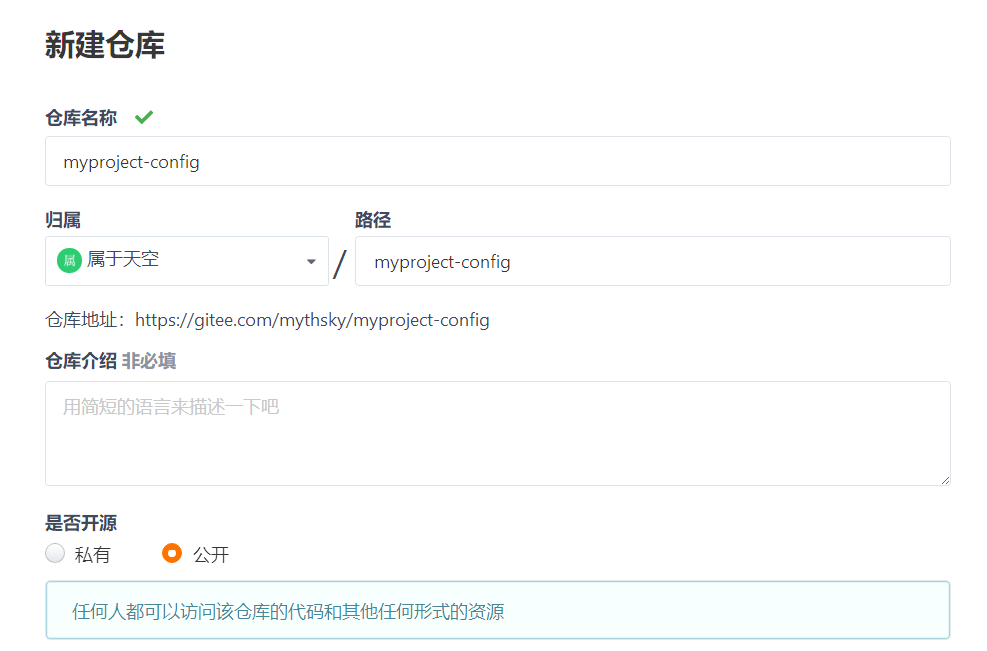 新建仓库
仓库名称
myproject-config
归属
路径
属 属于天空 / myproject-config
仓库地址：https://gitee.com/mythsky/myproject-config
仓库介绍 非必填
用简短的语言来描述一下吧
是否开源
私有 公开
任何人都可以访问该仓库的代码和其他任何形式的资源